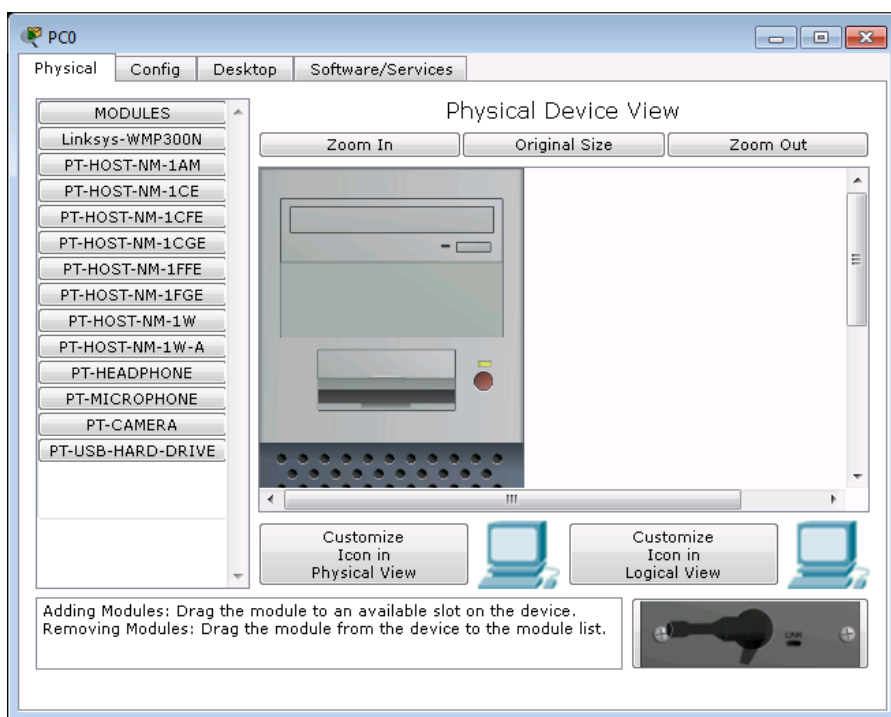 PC0
Physical
Config
Desktop
Software/Services
MODULES
Linksys-WMP300N
PT-HOST-NM-1AM
PT-HOST-NM-1CE
PT-HOST-NM-1CFE
PT-HOST-NM-1CGE
PT-HOST-NM-1FFE
PT-HOST-NM-1FGE
PT-HOST-NM-1W
PT-HOST-NM-1W-A
PT-HEADPHONE
PT-MICROPHONE
PT-CAMERA
PT-USB-HARD-DRIVE
Physical Device View
Zoom In
Original Size
Zoom Out
Customize
Icon in
Physical View
Customize
Icon in
Logical View
Adding Modules: Drag the module to an available slot on the device.
Removing Modules: Drag the module from the device to the module list.
LINK